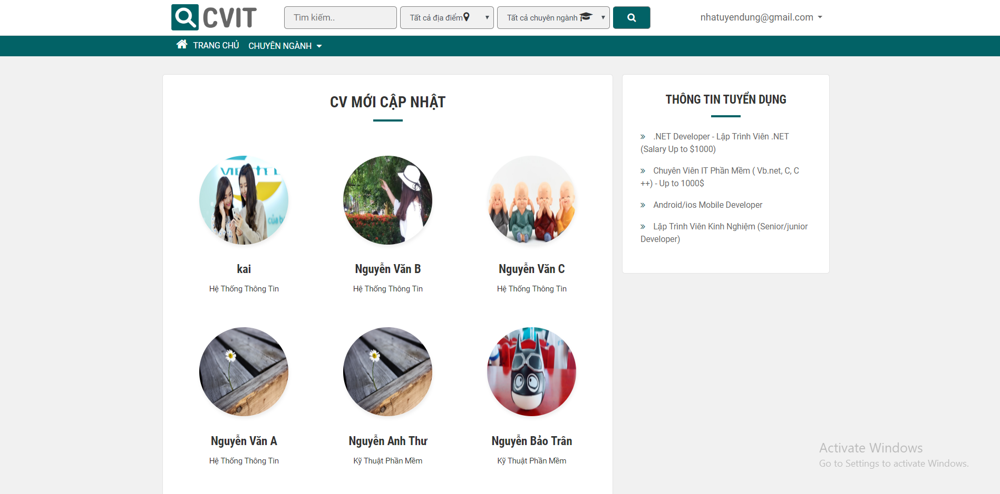 CVIT
Tìm kiếm..
Tất cả địa điểm
Tất cả chuyên ngành
nhatuyendung@gmail.com
TRANG CHỦ
CHUYÊN NGÀNH
CV MỚI CẬP NHẬT
kai
Hệ Thống Thông Tin
Nguyễn Văn B
Hệ Thống Thông Tin
Nguyễn Văn C
Hệ Thống Thông Tin
Nguyễn Văn A
Hệ Thống Thông Tin
Nguyễn Anh Thư
Kỹ Thuật Phần Mềm
Nguyễn Bảo Trân
Kỹ Thuật Phần Mềm
THÔNG TIN TUYỂN DỤNG
» .NET Developer - Lập Trình Viên .NET
(Salary Up to $1000)
» Chuyên Viên IT Phần Mềm ( Vb.net, C, C
++) - Up to 1000$
» Android/ios Mobile Developer
» Lập Trình Viên Kinh Nghiệm (Senior/junior
Developer)
Activate Windows
Go to Settings to activate Windows.